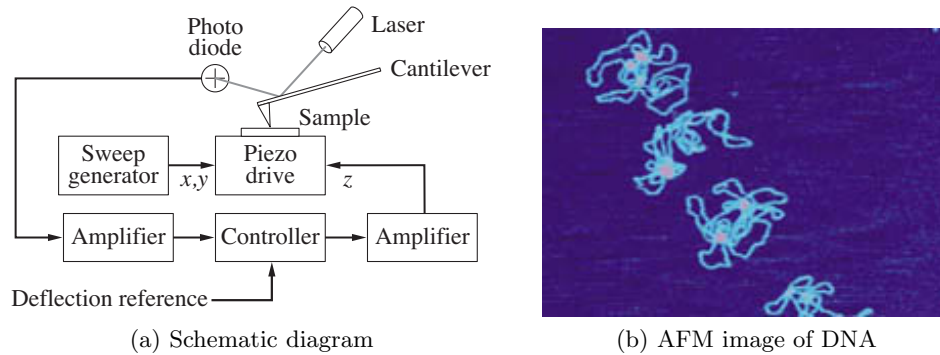 Photo
diode
Laser
Cantilever
Sample
Sweep
generator
x,y
Piezo
drive
z
Amplifier
Controller
Amplifier
Deflection reference
(a) Schematic diagram
(b) AFM image of DNA